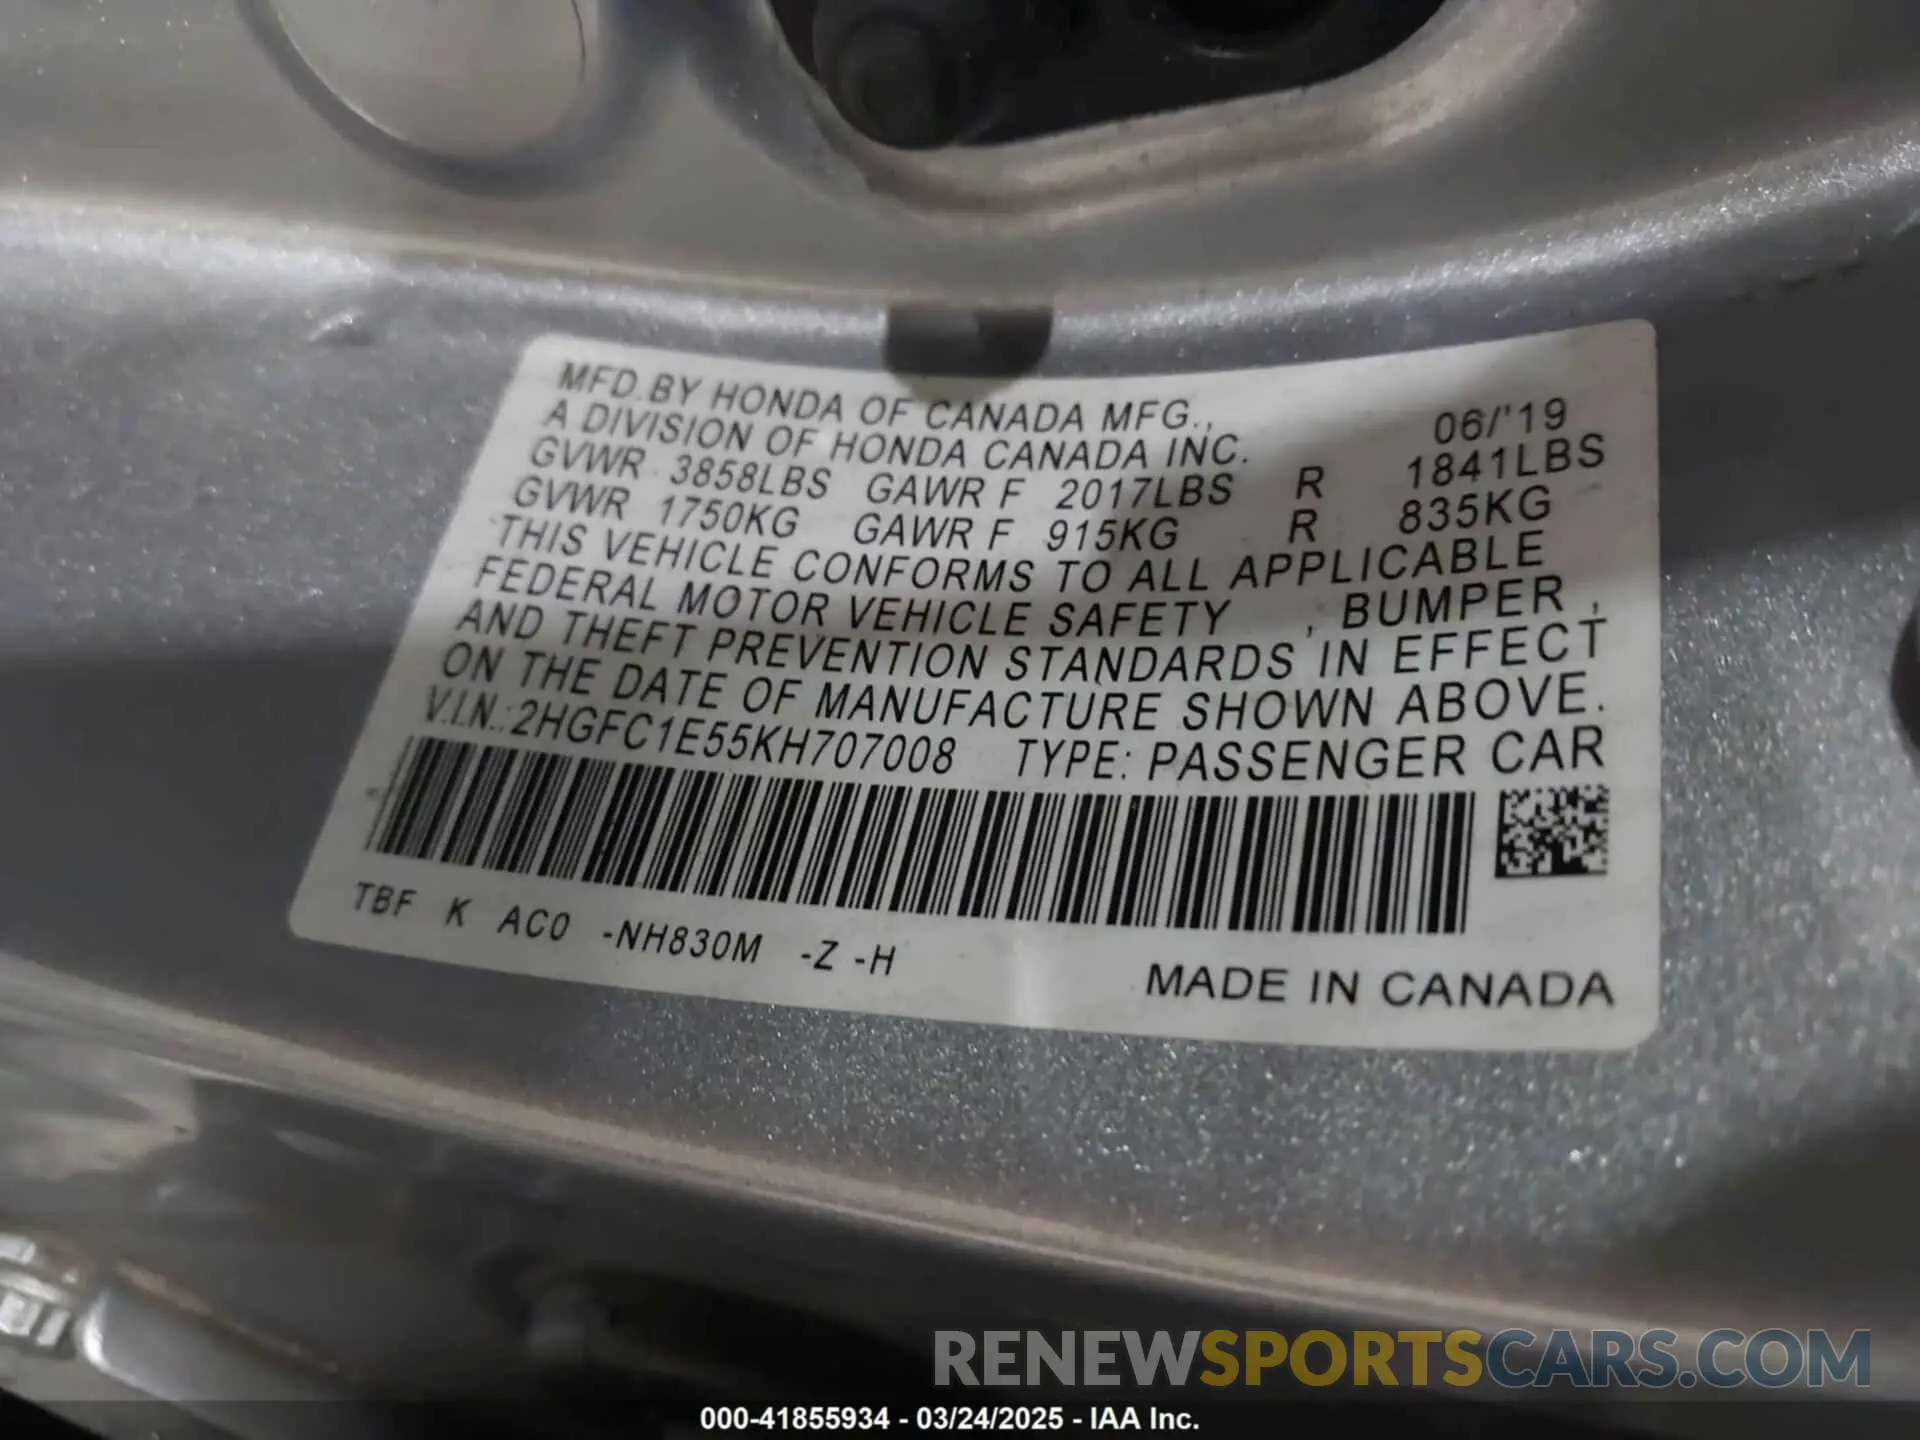 MFD.BY HONDA OF CANADA MFG.,
A DIVISION OF HONDA CANADA INC. 06/'19
GVWR 3858LBS GAWR F 2017LBS R 1841LBS
GVWR 1750KG GAWR F 915KG R 835KG
THIS VEHICLE CONFORMS TO ALL APPLICABLE
FEDERAL MOTOR VEHICLE SAFETY , BUMPER ,
AND THEFT PREVENTION STANDARDS IN EFFECT
ON THE DATE OF MANUFACTURE SHOWN ABOVE.
V.I.N.: 2HGFC1E55KH707008 TYPE: PASSENGER CAR
TBF K AC0 -NH830M -Z -H
MADE IN CANADA
RENEWSPORTSCARS.COM
000-41855934 - 03/24/2025 - IAA Inc.